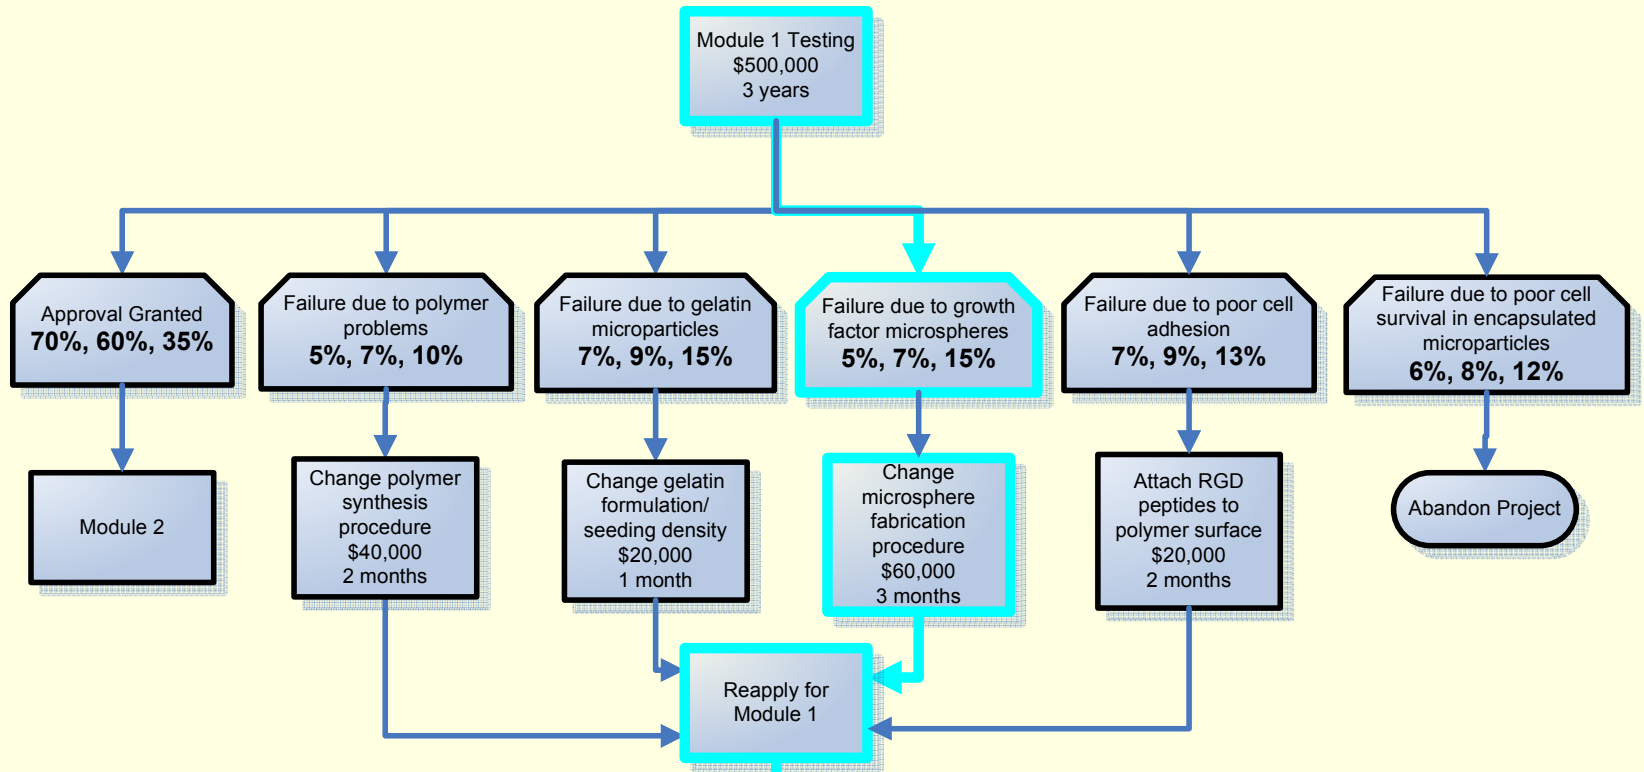 Module 1 Testing
$500,000
3 years
Approval Granted
70%, 60%, 35%
Failure due to polymer
problems
5%, 7%, 10%
Failure due to gelatin
microparticles
7%, 9%, 15%
Failure due to growth
factor microspheres
5%, 7%, 15%
Failure due to poor cell
adhesion
7%, 9%, 13%
Failure due to poor cell
survival in encapsulated
microparticles
6%, 8%, 12%
Module 2
Change polymer
synthesis
procedure
$40,000
2 months
Change gelatin
formulation/
seeding density
$20,000
1 month
Change
microsphere
fabrication
procedure
$60,000
3 months
Attach RGD
peptides to
polymer surface
$20,000
2 months
Abandon Project
Reapply for
Module 1